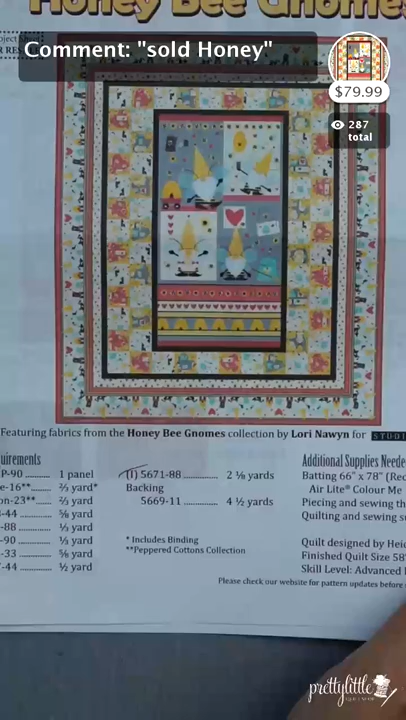 Honey Bee Gnomes
Comment: "sold Honey"
$79.99
287
total
Featuring fabrics from the Honey Bee Gnomes collection by Lori Nawyn for STUDI
uirements
P-90 .......... 1 panel
e-16**....... ⅔ yard*
on-23**..... ⅔ yard
-44 .......... ⅝ yard
-88 .......... ⅓ yard
-90 .......... ⅓ yard
-33 .......... ⅝ yard
-44 .......... ½ yard
(I) 5671-88 ............ 2 ⅛ yards
Backing
5669-11 ............ 4 ½ yards
* Includes Binding
**Peppered Cottons Collection
Additional Supplies Neede
Batting 66" x 78" (Rec
Air Lite® Colour Me
Piecing and sewing th
Quilting and sewing s
Quilt designed by Heid
Finished Quilt Size 58"
Skill Level: Advanced
Please check our website for pattern updates before
prettylittle